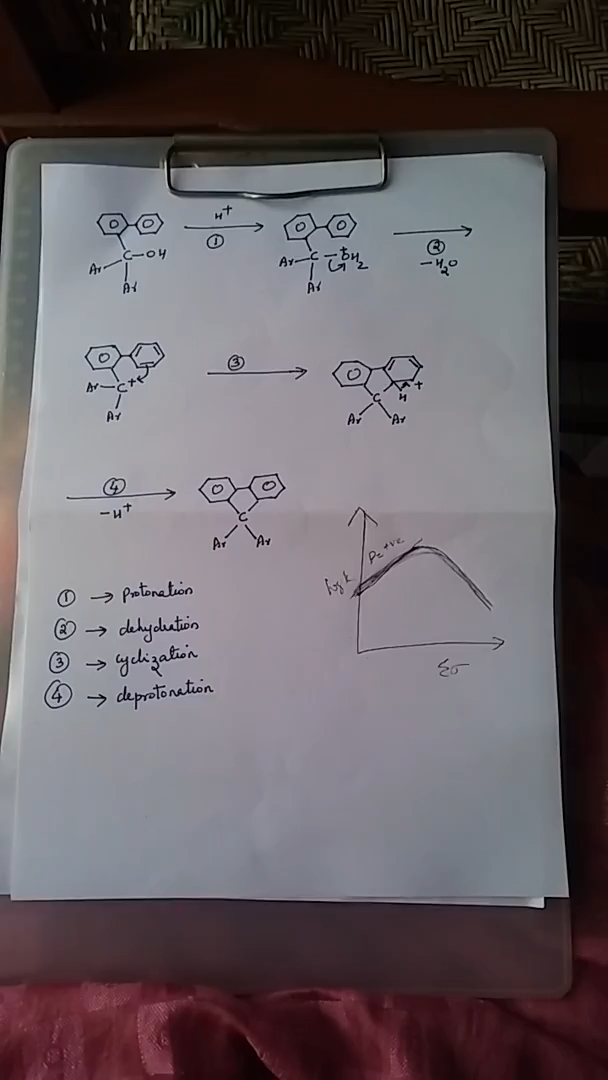 H⁺
①
OH
Ar
C
Ar
Ar
C
⁺OH₂
Ar
②
-H₂O
Ar
C⁺
Ar
③
C
H
+
Ar
Ar
④
-H⁺
C
Ar
Ar
① → protonation
② → dehydration
③ → cyclization
④ → deprotonation
log k
+ve
Σσ